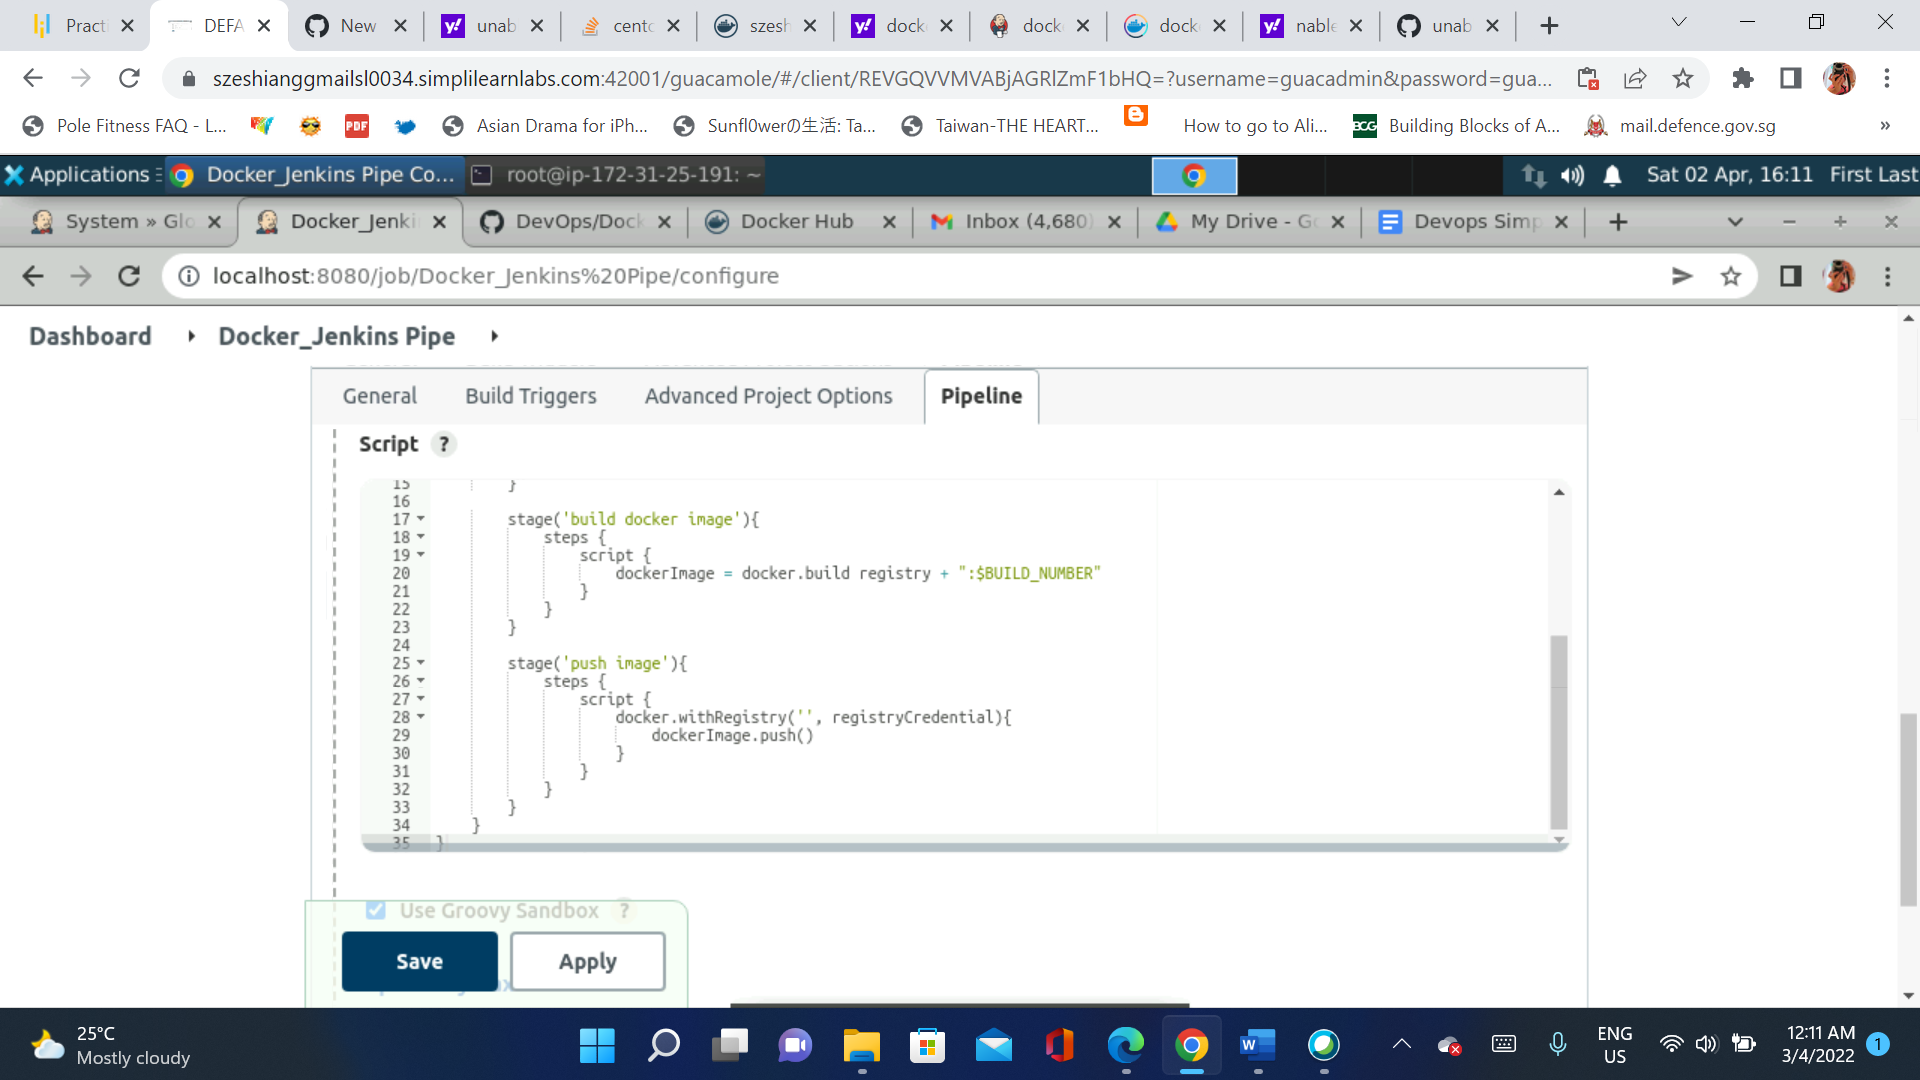 Practi
DEFA
New
unab
cento
szesh
dock
dock
dock
nable
unab
szeshianggmailsl0034.simplilearnlabs.com:42001/guacamole/#/client/REVGQVVMVABjAGRlZmF1bHQ=?username=guacadmin&password=gua...
Pole Fitness FAQ - L...
PDF
Asian Drama for iPh...
Sunfl0werの生活: Ta...
Taiwan-THE HEART...
How to go to Ali...
BCG
Building Blocks of A...
mail.defence.gov.sg
»
Applications
Docker_Jenkins Pipe Co...
root@ip-172-31-25-191: ~
Sat 02 Apr, 16:11
First Last
System » Glo
Docker_Jenki
DevOps/Dock
Docker Hub
Inbox (4,680)
My Drive - Go
Devops Simp
localhost:8080/job/Docker_Jenkins%20Pipe/configure
Dashboard
Docker_Jenkins Pipe
General
Build Triggers
Advanced Project Options
Pipeline
Script ?
15 }
16
17 stage('build docker image'){
18 steps {
19 script {
20 dockerImage = docker.build registry + ":$BUILD_NUMBER"
21 }
22 }
23 }
24
25 stage('push image'){
26 steps {
27 script {
28 docker.withRegistry('', registryCredential){
29 dockerImage.push()
30 }
31 }
32 }
33 }
34 }
35 }
Use Groovy Sandbox ?
Save
Apply
25°C
Mostly cloudy
ENG
US
12:11 AM
3/4/2022
1